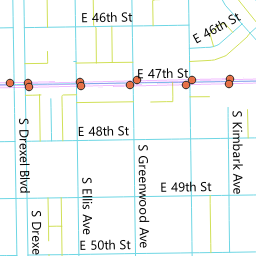 E 46th St
E 46th St
E 47th St
E 48th St
S Drexel Blvd
S Ellis Ave
S Greenwood Ave
S Kimbark Ave
E 49th St
S Drexe
E 50th St